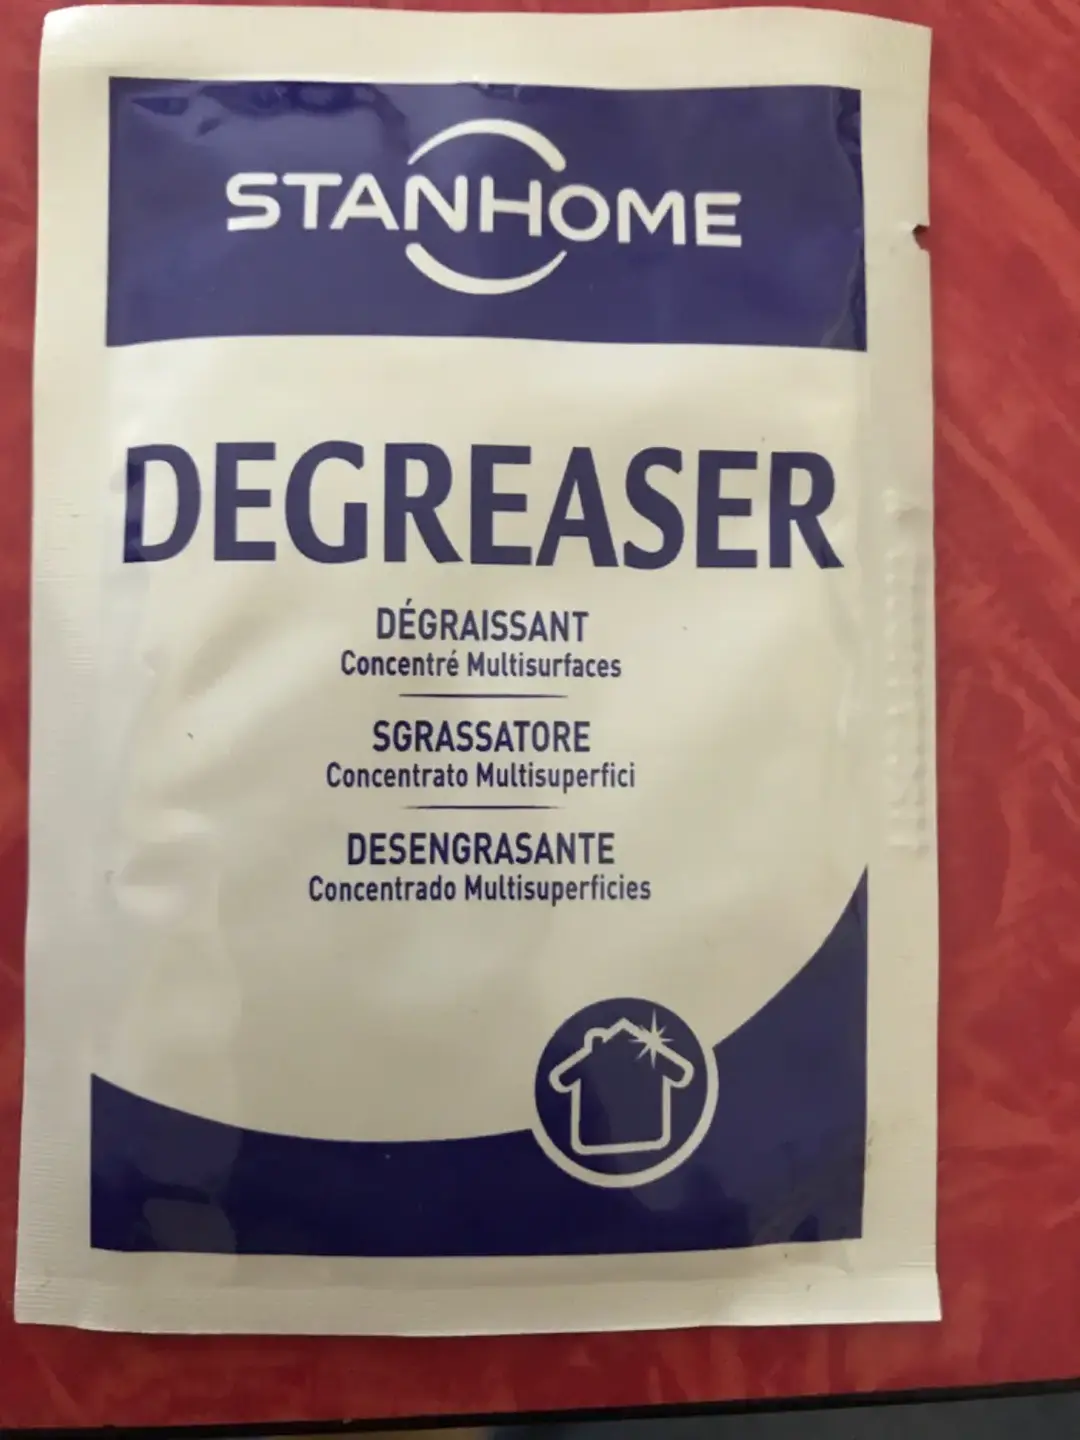 STANHOME
DEGREASER
DÉGRAISSANT
Concentré Multisurfaces
SGRASSATORE
Concentrato Multisuperfici
DESENGRASANTE
Concentrado Multisuperficies